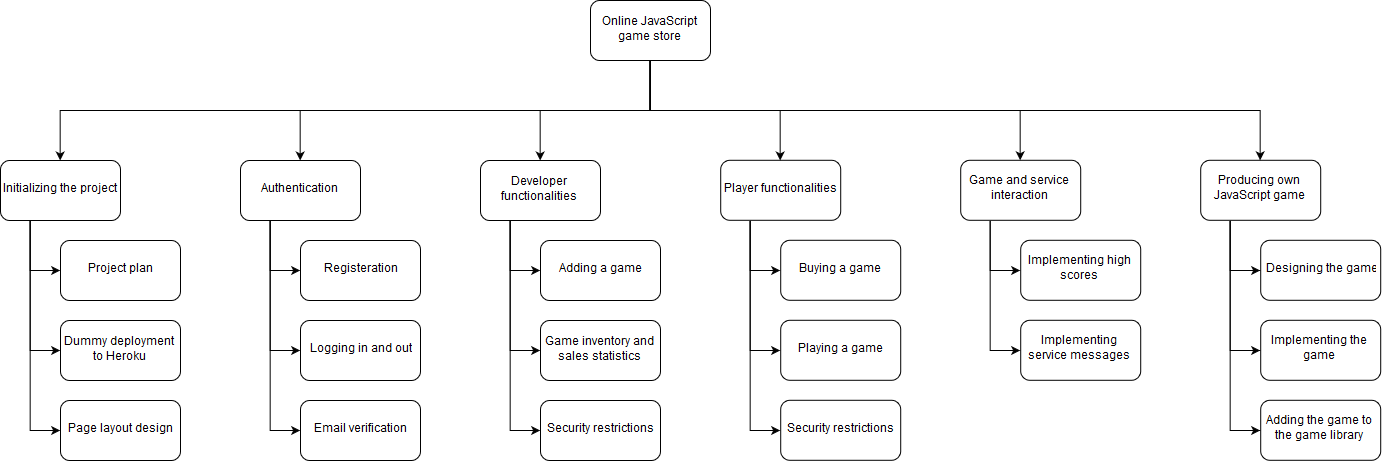 Online JavaScript
game store
Initializing the project
Project plan
Dummy deployment
to Heroku
Page layout design
Authentication
Registeration
Logging in and out
Email verification
Developer
functionalities
Adding a game
Game inventory and
sales statistics
Security restrictions
Player functionalities
Buying a game
Playing a game
Security restrictions
Game and service
interaction
Implementing high
scores
Implementing
service messages
Producing own
JavaScript game
Designing the game
Implementing the
game
Adding the game to
the game library